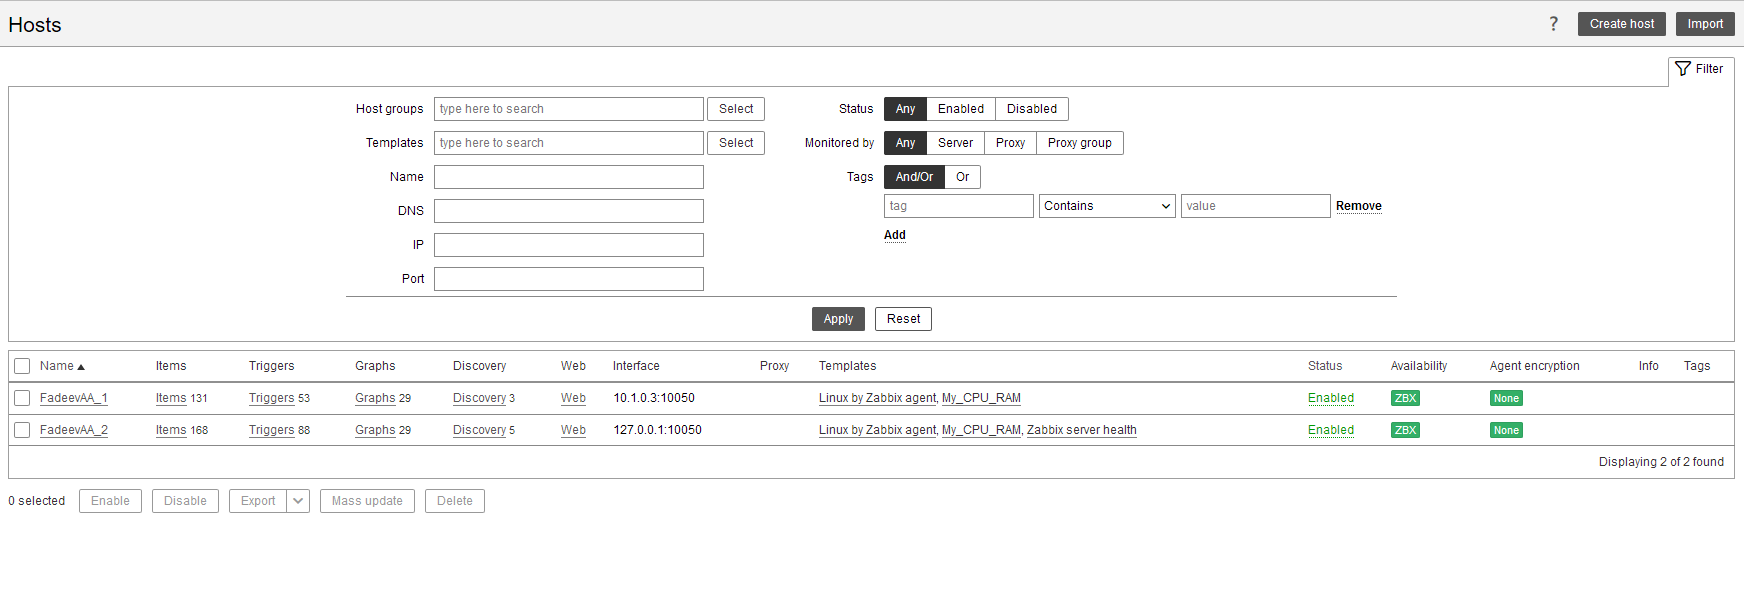 Hosts
? Create host Import
Filter
Host groups type here to search Select Status Any Enabled Disabled
Templates type here to search Select Monitored by Any Server Proxy Proxy group
Name Tags And/Or Or
tag Contains value Remove
DNS
Add
IP
Port
Apply Reset
Name Items Triggers Graphs Discovery Web Interface Proxy Templates Status Availability Agent encryption Info Tags
FadeevAA_1 Items 131 Triggers 53 Graphs 29 Discovery 3 Web 10.1.0.3:10050 Linux by Zabbix agent, My_CPU_RAM Enabled ZBX None
FadeevAA_2 Items 168 Triggers 88 Graphs 29 Discovery 5 Web 127.0.0.1:10050 Linux by Zabbix agent, My_CPU_RAM, Zabbix server health Enabled ZBX None
Displaying 2 of 2 found
0 selected Enable Disable Export Mass update Delete